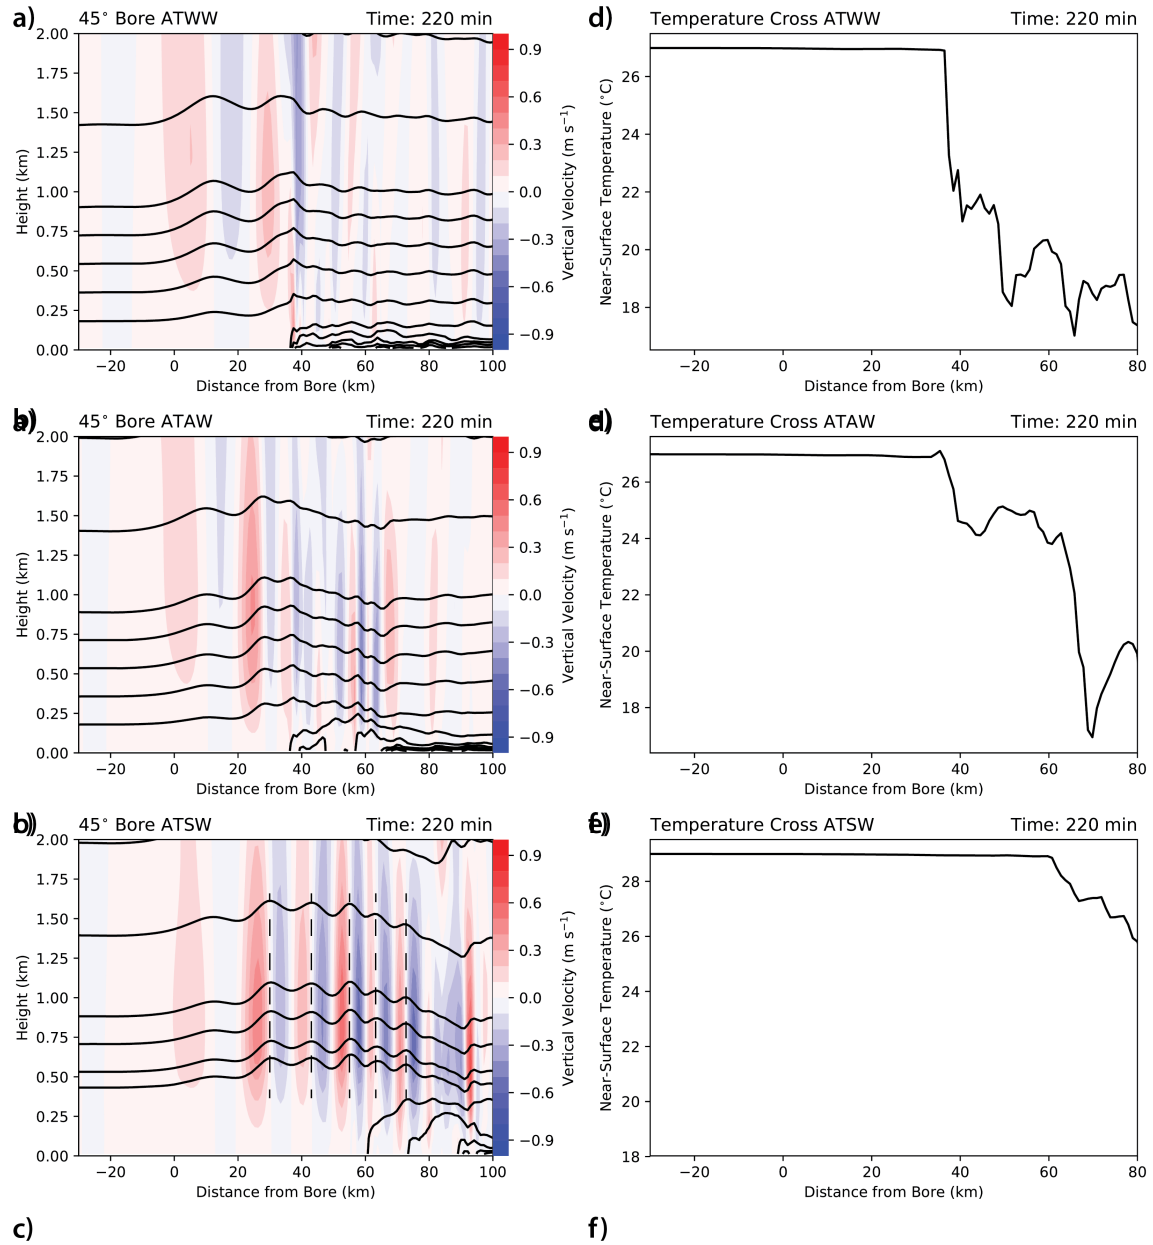 a) 45° Bore ATWW Time: 220 min
2.00
1.75
1.50
1.25
1.00
0.75
0.50
0.25
0.00
Height (km)
−20 0 20 40 60 80 100
Distance from Bore (km)
0.9
0.6
0.3
0.0
−0.3
−0.6
−0.9
Vertical Velocity (m s⁻¹)
d) Temperature Cross ATWW Time: 220 min
26
24
22
20
18
Near-Surface Temperature (°C)
−20 0 20 40 60 80
Distance from Bore (km)
a) b) 45° Bore ATAW Time: 220 min
2.00
1.75
1.50
1.25
1.00
0.75
0.50
0.25
0.00
Height (km)
−20 0 20 40 60 80 100
Distance from Bore (km)
0.9
0.6
0.3
0.0
−0.3
−0.6
−0.9
Vertical Velocity (m s⁻¹)
d) e) Temperature Cross ATAW Time: 220 min
26
24
22
20
18
Near-Surface Temperature (°C)
−20 0 20 40 60 80
Distance from Bore (km)
b) c) 45° Bore ATSW Time: 220 min
2.00
1.75
1.50
1.25
1.00
0.75
0.50
0.25
0.00
Height (km)
−20 0 20 40 60 80 100
Distance from Bore (km)
0.9
0.6
0.3
0.0
−0.3
−0.6
−0.9
Vertical Velocity (m s⁻¹)
e) f) Temperature Cross ATSW Time: 220 min
28
26
24
22
20
18
Near-Surface Temperature (°C)
−20 0 20 40 60 80
Distance from Bore (km)
c) f)